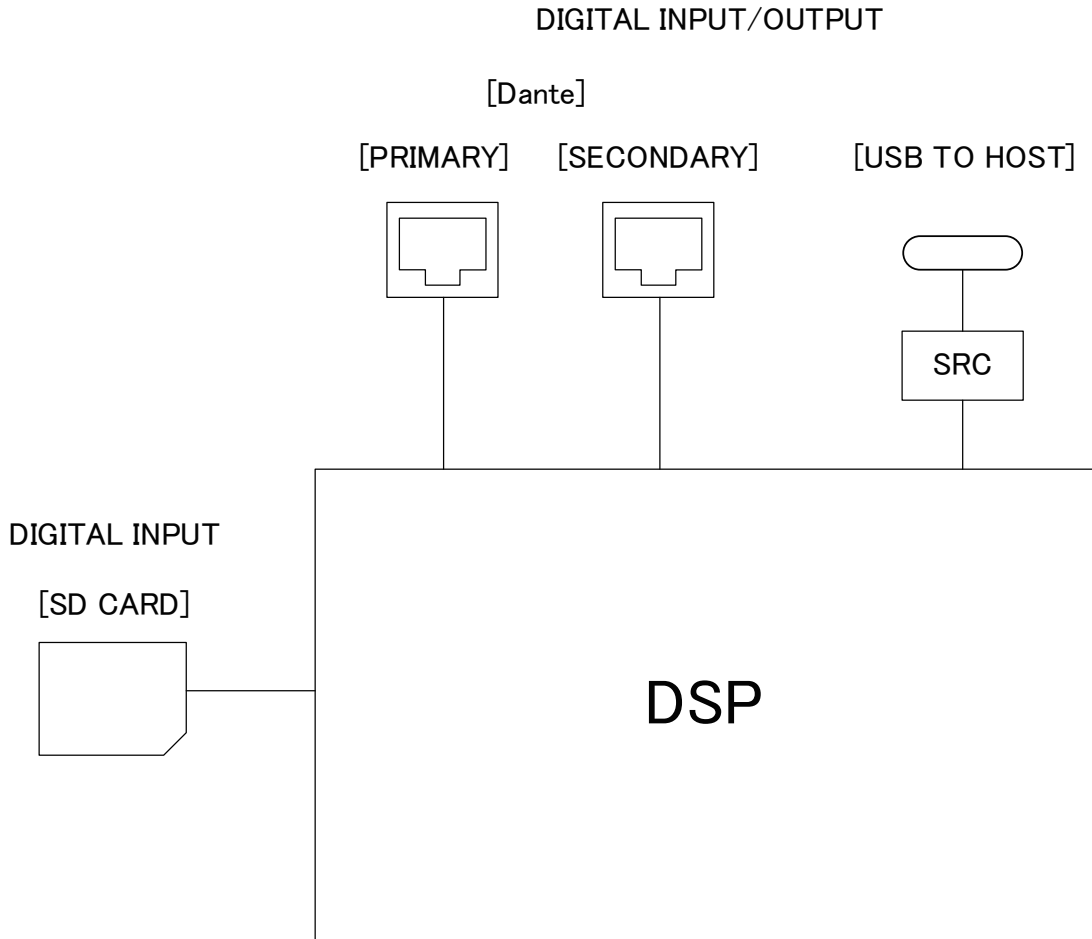 DIGITAL INPUT/OUTPUT
[Dante]
[PRIMARY] [SECONDARY] [USB TO HOST]
SRC
DIGITAL INPUT
[SD CARD]
DSP